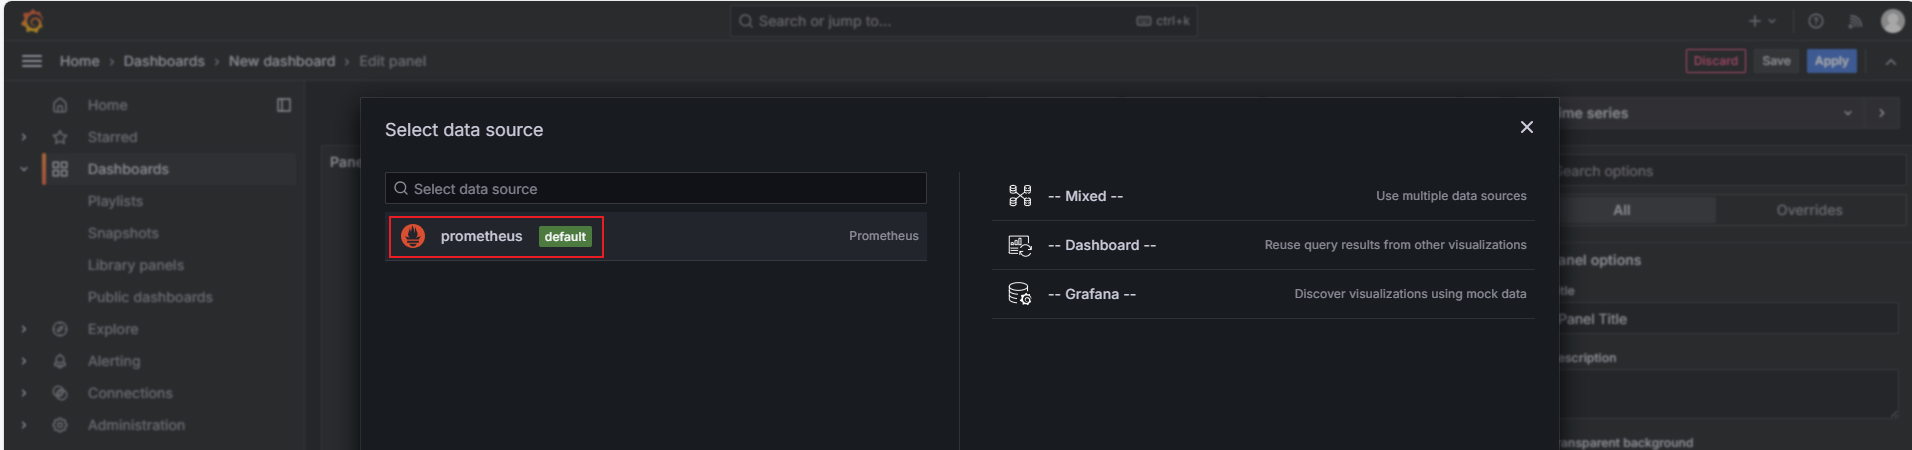 Search or jump to...
ctrl+k
Home > Dashboards > New dashboard > Edit panel
Discard
Save
Apply
Home
Starred
Dashboards
Playlists
Snapshots
Library panels
Public dashboards
Explore
Alerting
Connections
Administration
Pane
Select data source
Select data source
prometheus default Prometheus
-- Mixed -- Use multiple data sources
-- Dashboard -- Reuse query results from other visualizations
-- Grafana -- Discover visualizations using mock data
me series
Search options
All
Overrides
anel options
tle
Panel Title
escription
ansparent background